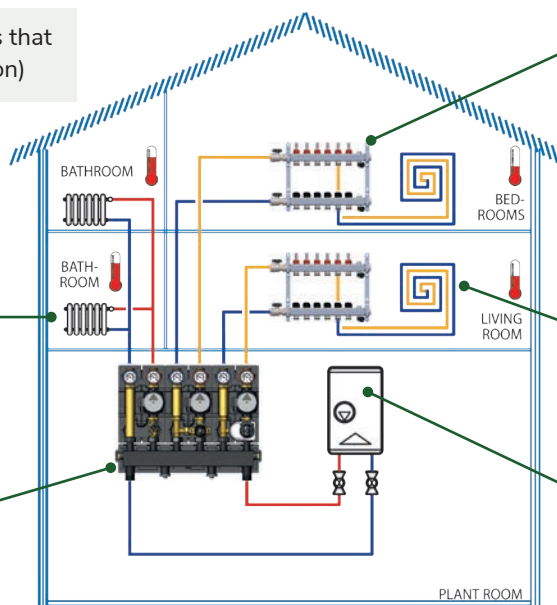 s that
on)
BATHROOM
BED-
ROOMS
BATH-
ROOM
LIVING
ROOM
PLANT ROOM